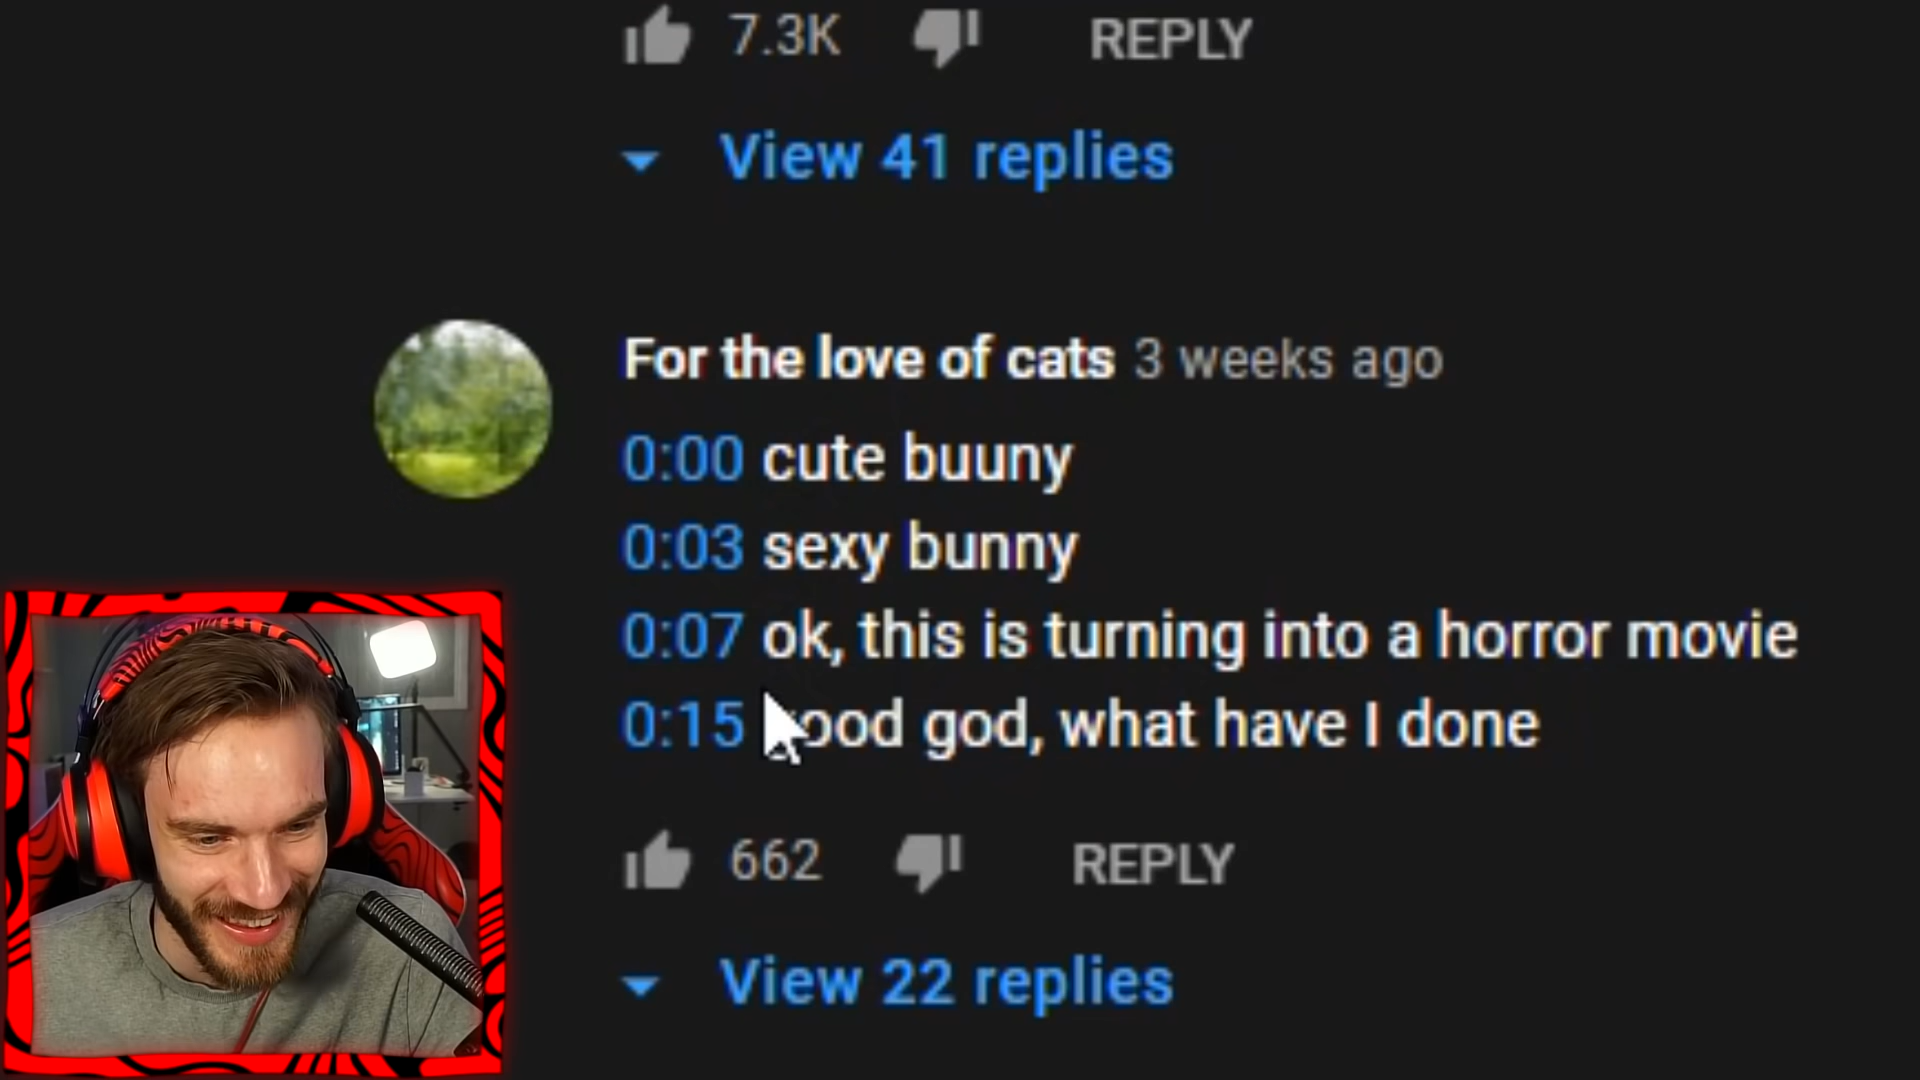 7.3K REPLY
View 41 replies
For the love of cats 3 weeks ago
0:00 cute buuny
0:03 sexy bunny
0:07 ok, this is turning into a horror movie
0:15 god, what have I done
662 REPLY
View 22 replies